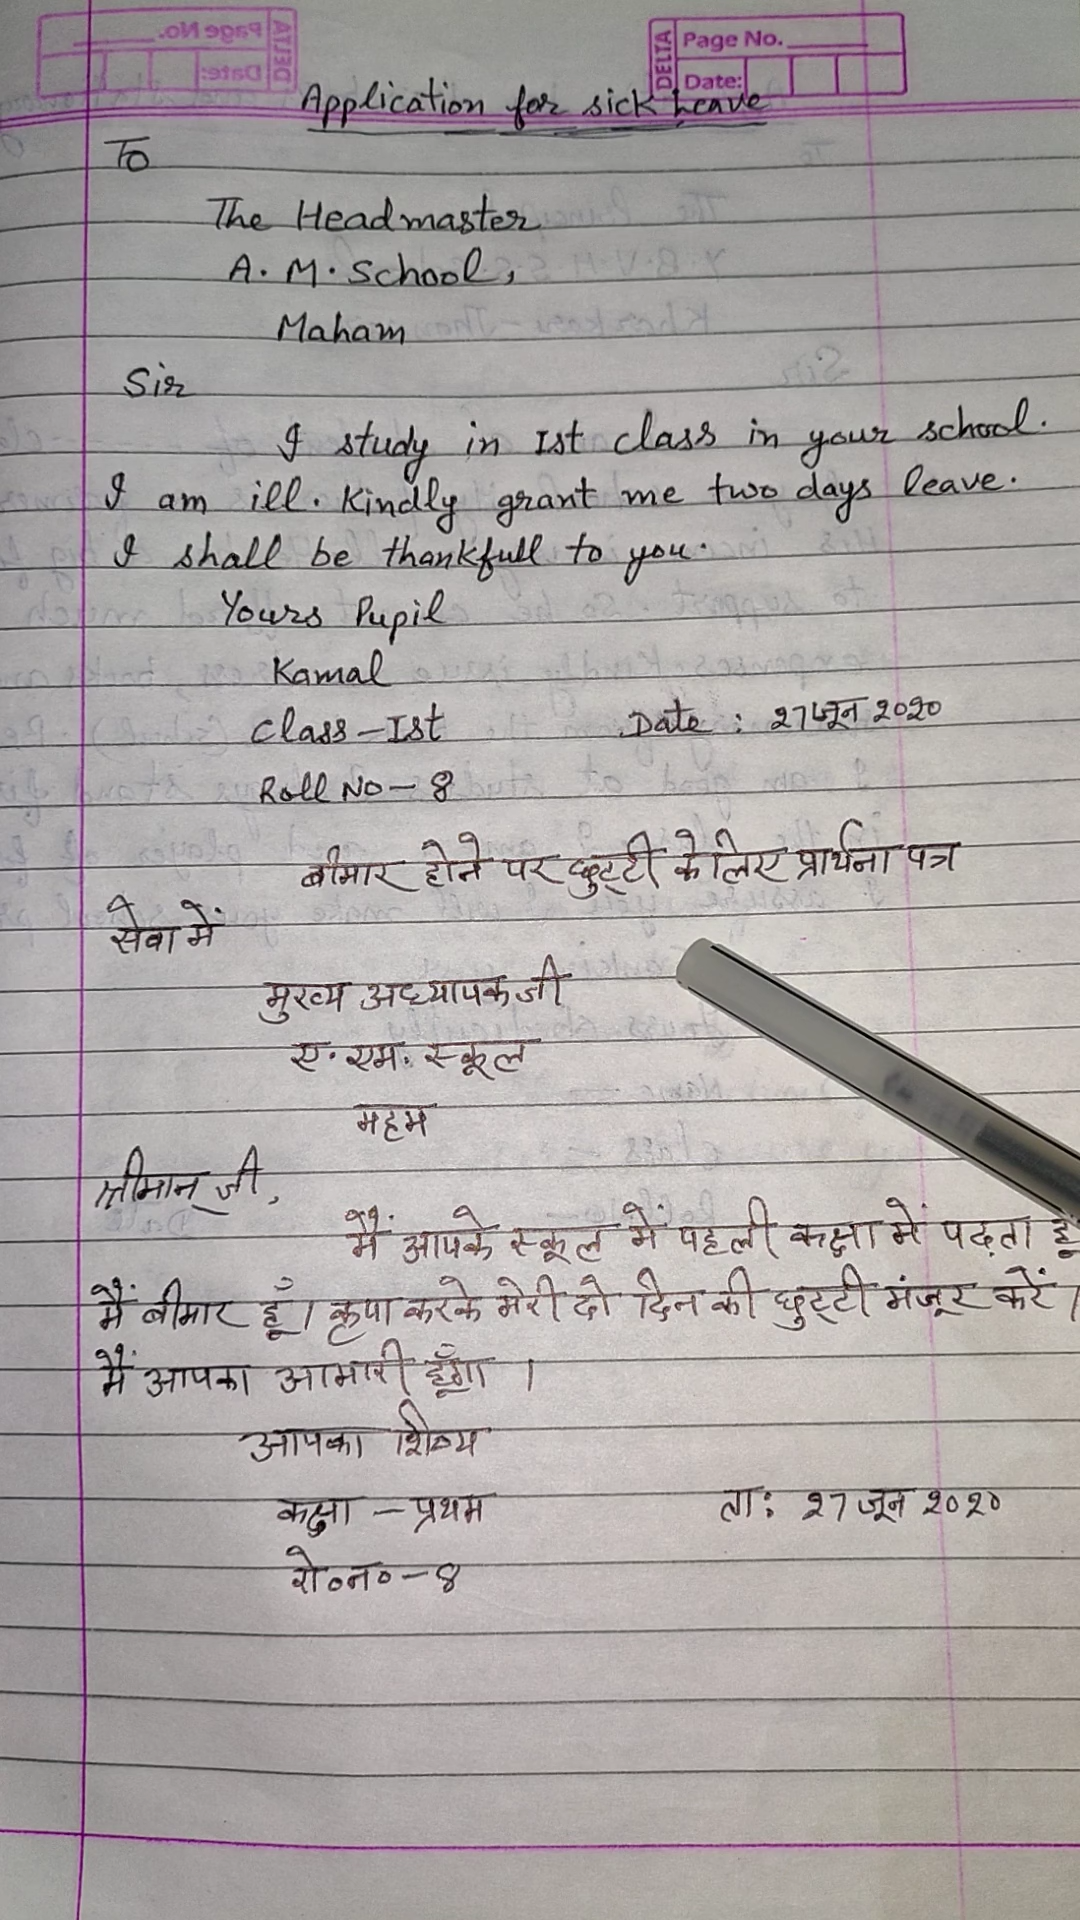 DELTA Page No.
Date:
Application for sick Leave
To
The Headmaster
A. M. School,
Maham
Sir
I study in Ist class in your school.
I am ill. Kindly grant me two days leave.
I shall be thankfull to you.
Yours Pupil
Kamal
Class - Ist Date : 27 जून 2020
Roll No - 8
बीमार होने पर छुट्टी के लिए प्रार्थना पत्र
सेवा में
मुख्य अध्यापक जी
ए. एम. स्कूल
महम
श्रीमान् जी,
मैं आपके स्कूल में पहली कक्षा में पढ़ता हूँ
मैं बीमार हूँ। कृपा करके मेरी दो दिन की छुट्टी मंजूर करें।
मैं आपका आभारी हूँगा ।
आपका शिष्य
कक्षा - प्रथम ता: 27 जून 2020
रो०न० - 8